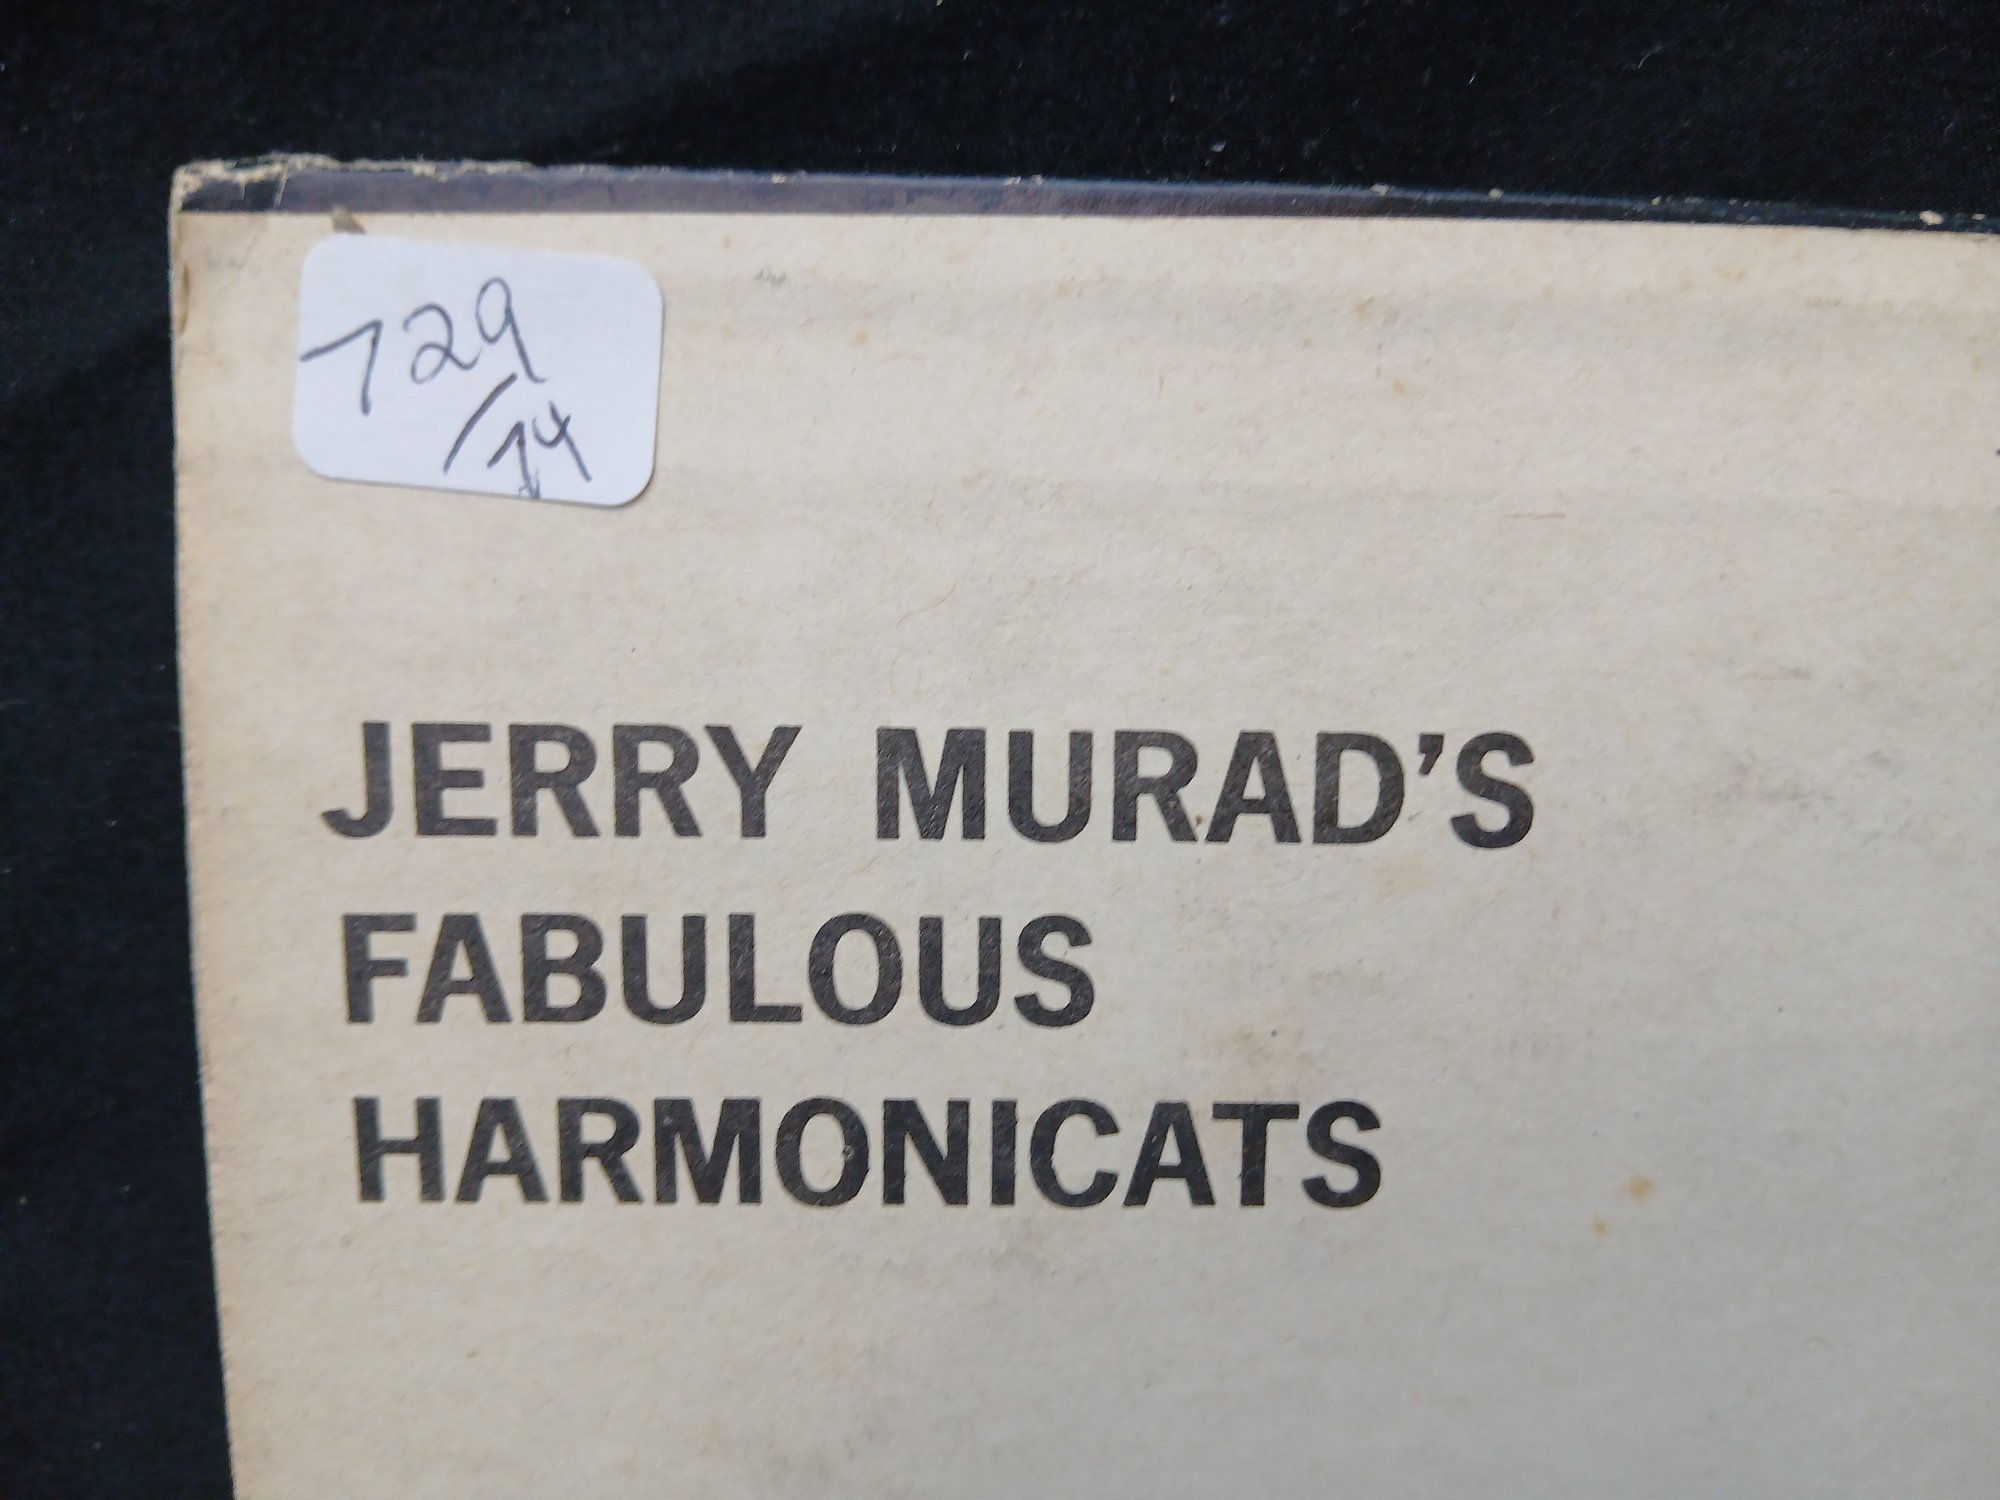 729
/14
JERRY MURAD'S
FABULOUS
HARMONICATS